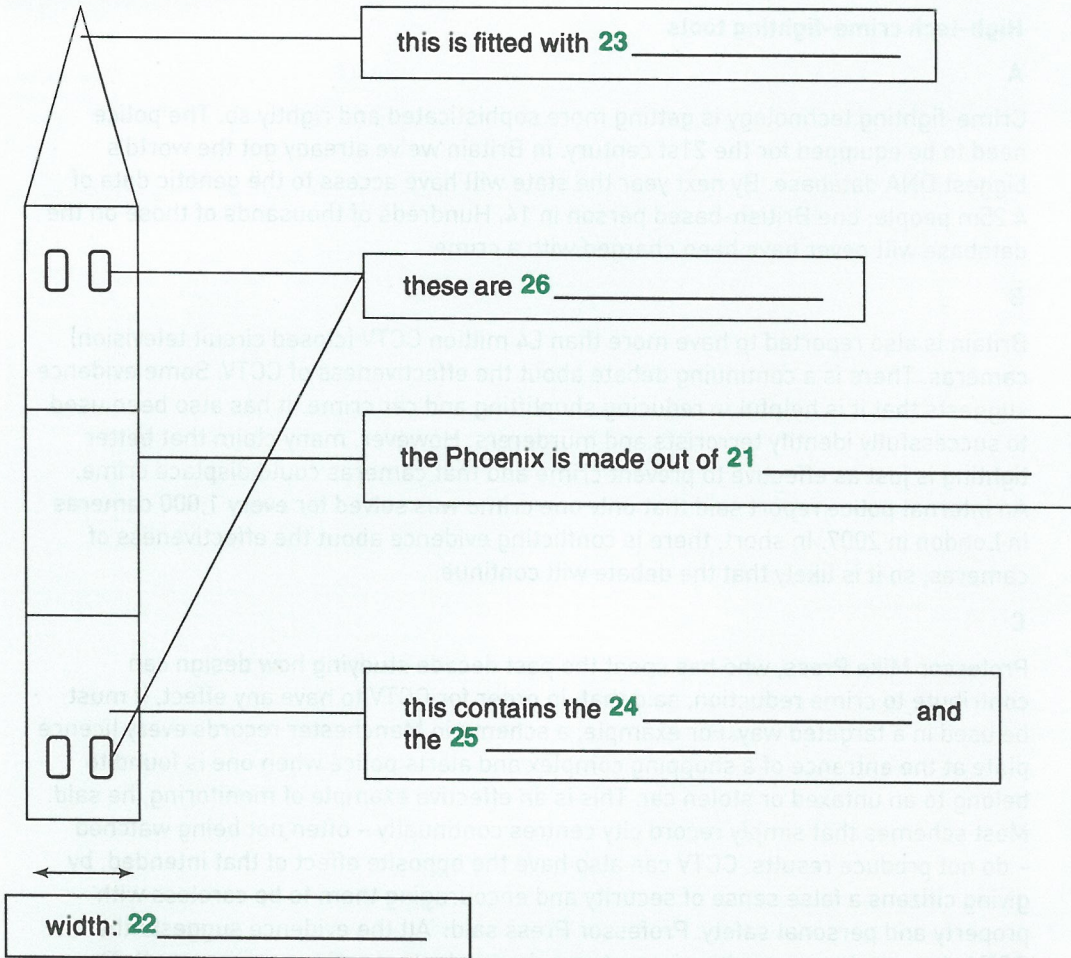 this is fitted with 23
these are 26
the Phoenix is made out of 21
this contains the 24 and
the 25
width: 22